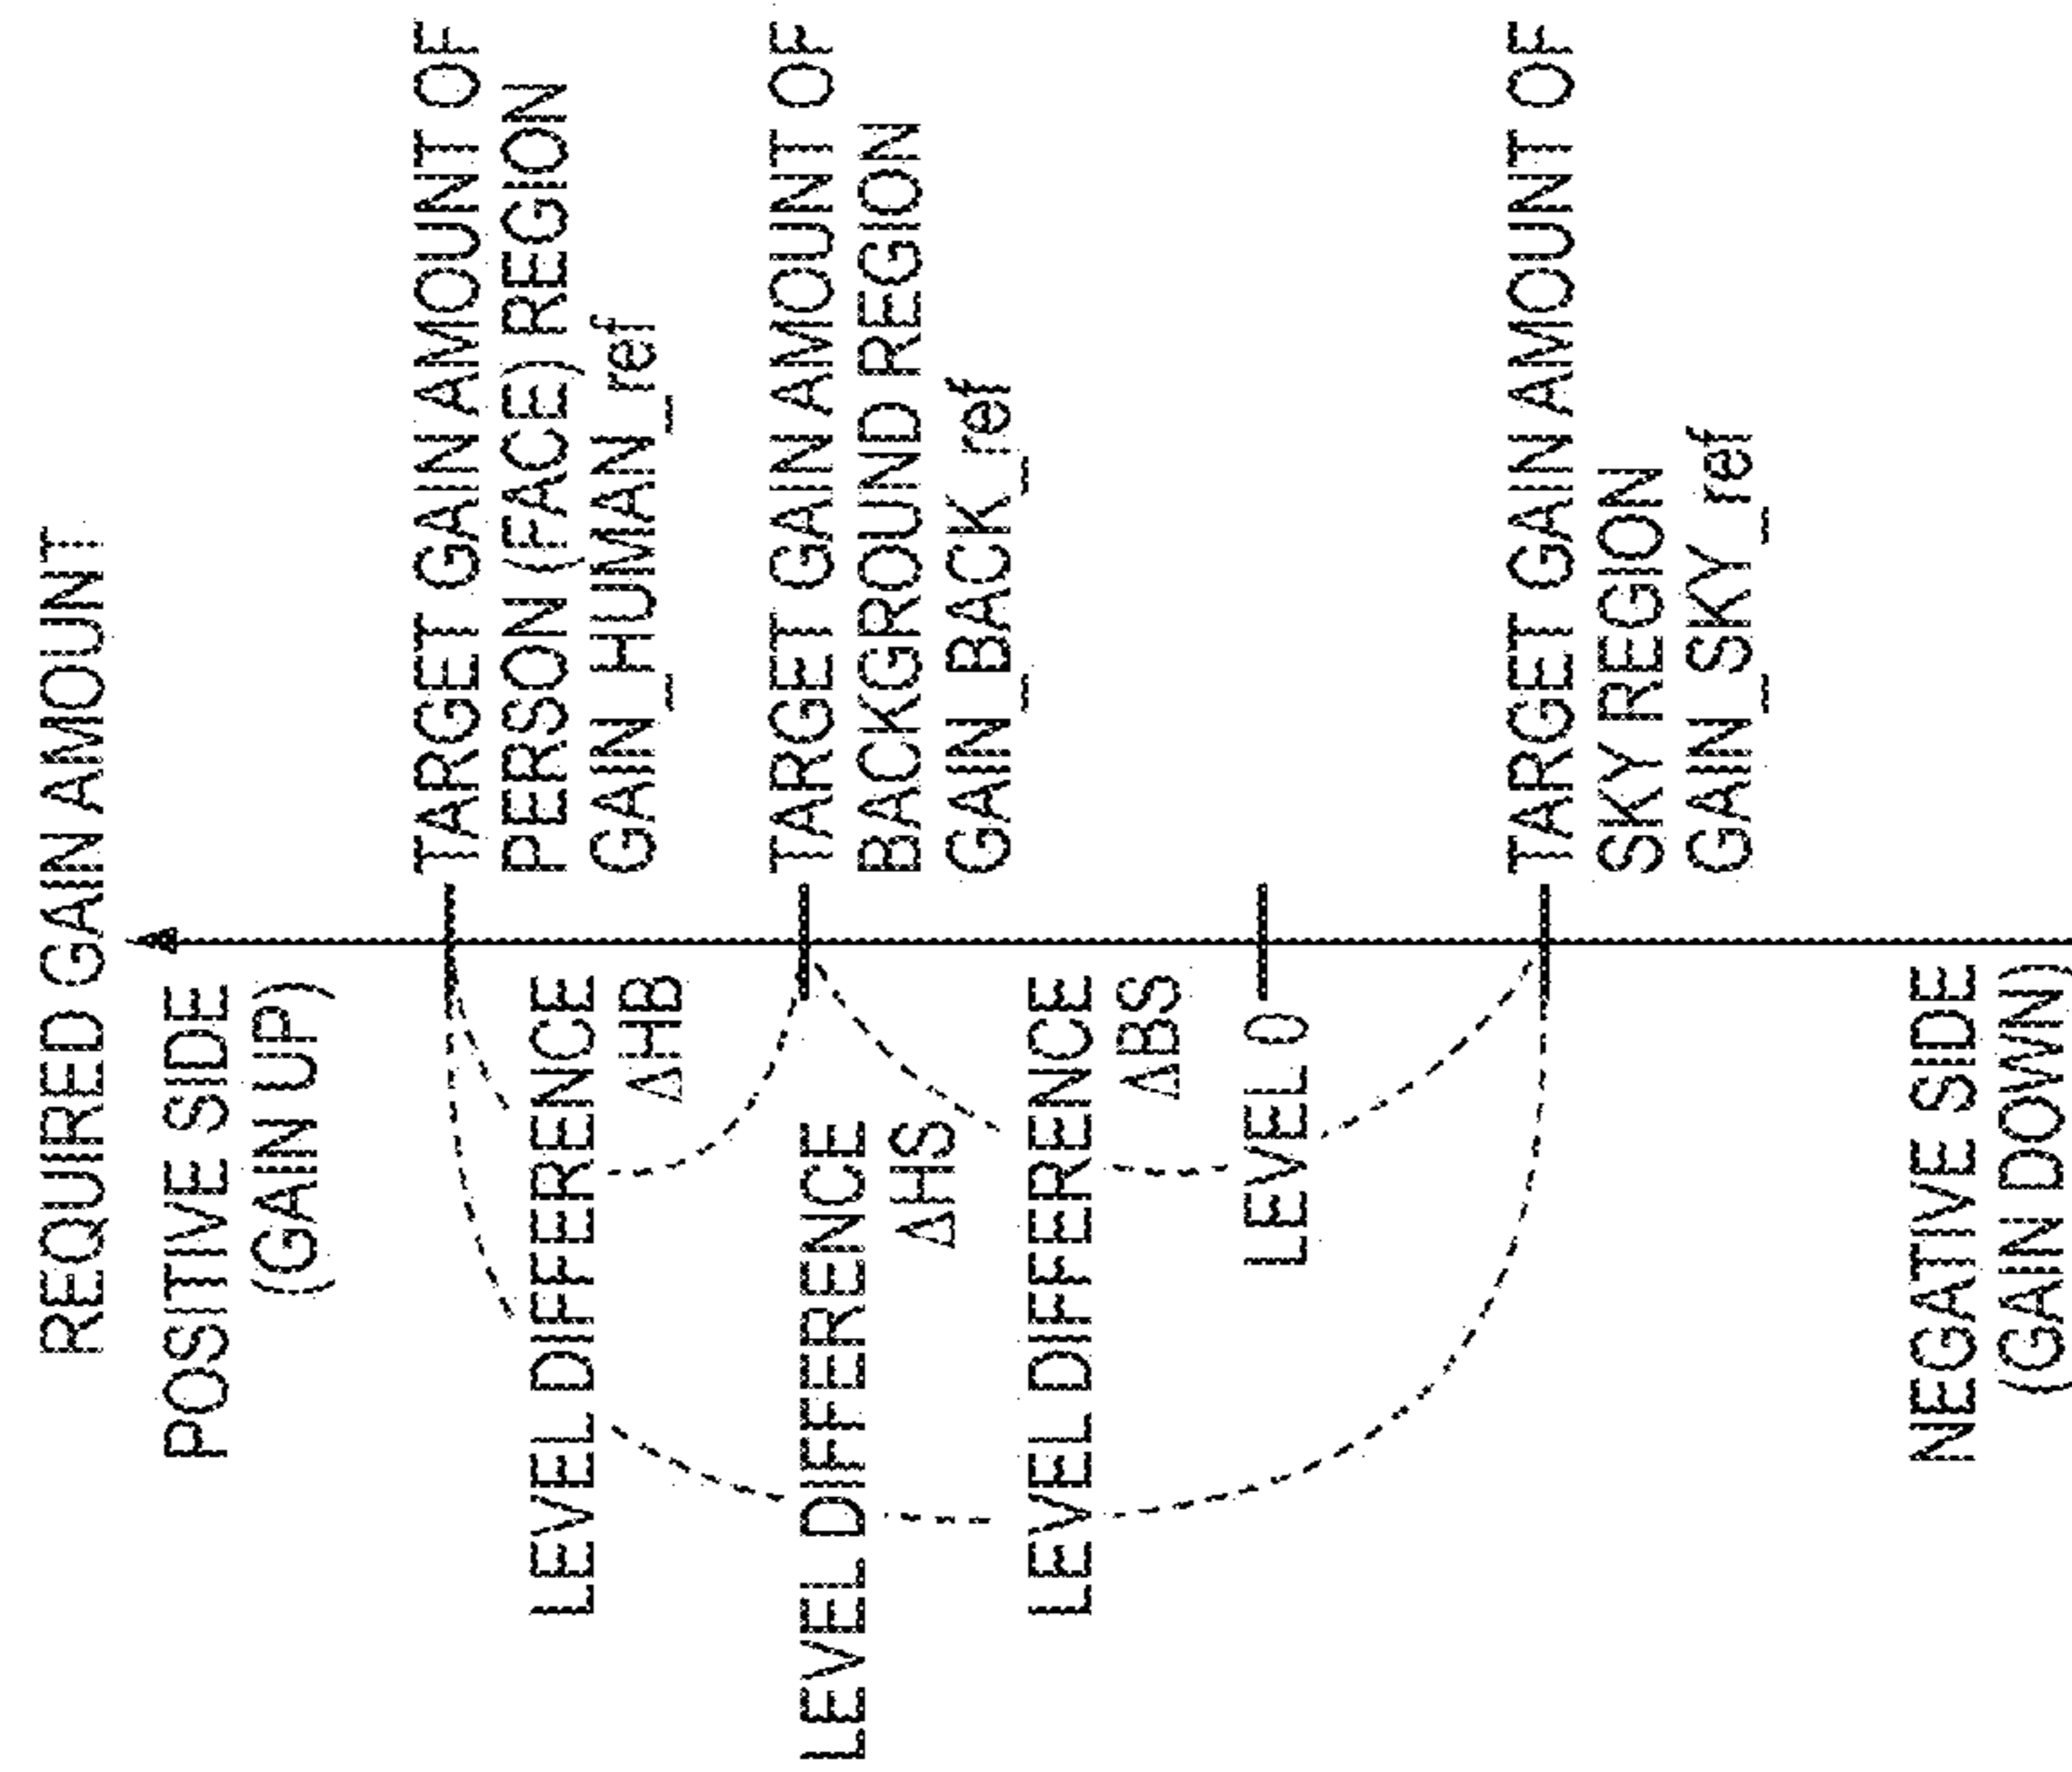 REQUIRED GAIN AMOUNT
POSITIVE SIDE
(GAIN UP)
TARGET GAIN AMOUNT OF
PERSON (FACE) REGION
GAIN_HUMAN_ref
LEVEL DIFFERENCE
ΔHB
TARGET GAIN AMOUNT OF
BACKGROUND REGION
GAIN_BACK_ref
LEVEL DIFFERENCE
ΔHS
LEVEL DIFFERENCE
ΔBS
LEVEL 0
TARGET GAIN AMOUNT OF
SKY REGION
GAIN_SKY_ref
NEGATIVE SIDE
(GAIN DOWN)